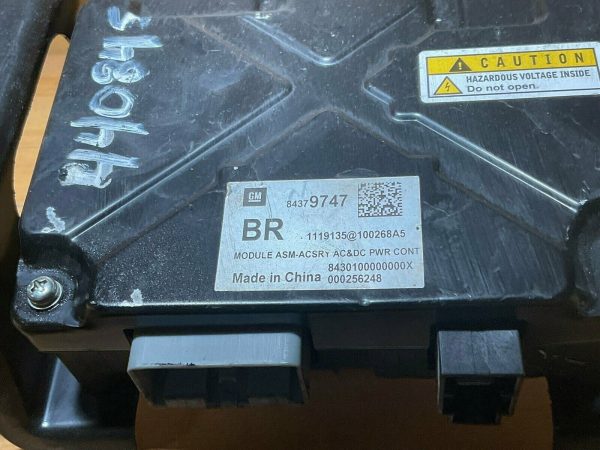 CAUTION
HAZARDOUS VOLTAGE INSIDE
Do not open.
GM
84379747
BR
1119135@100268A5
MODULE ASM-ACSRY AC&DC PWR CONT
8430100000000X
Made in China 000256248